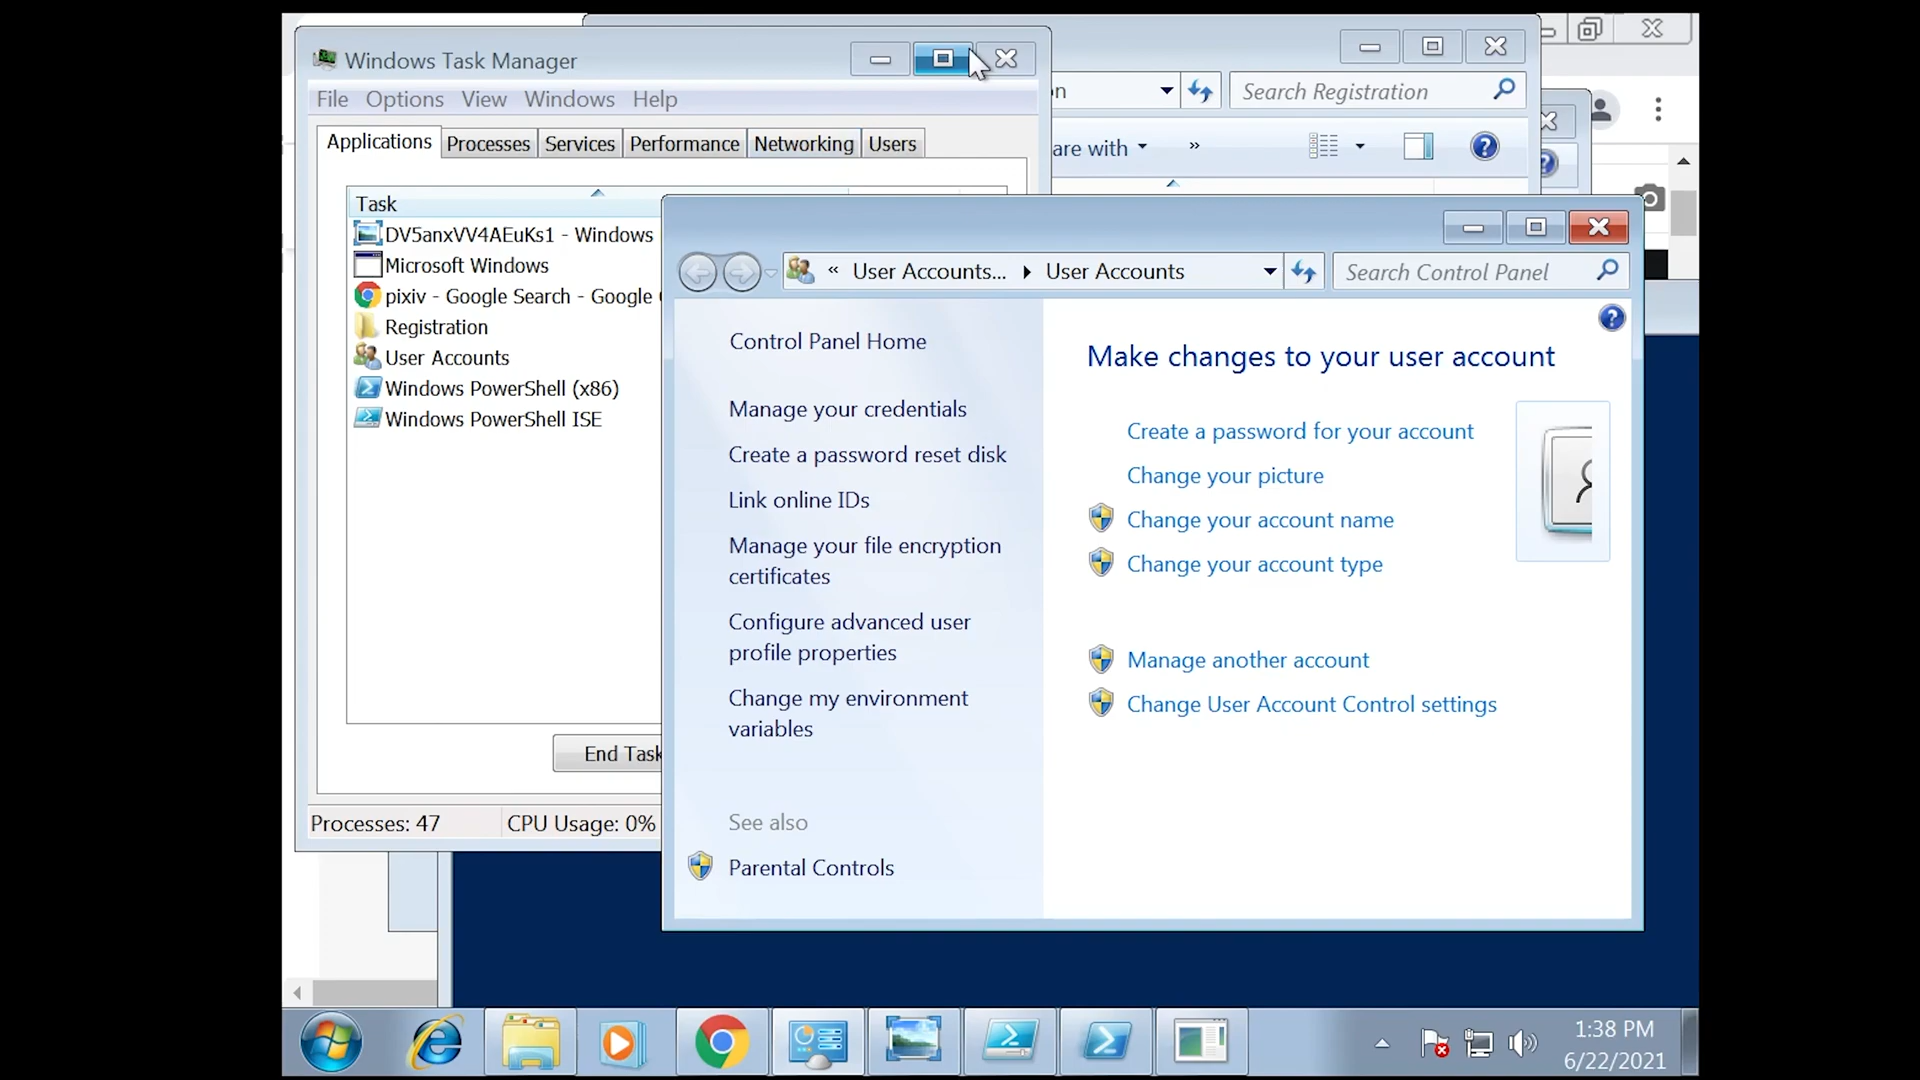 Windows Task Manager
File Options View Windows Help
Applications Processes Services Performance Networking Users
Task
DV5anxVV4AEuKs1 - Windows
Microsoft Windows
pixiv - Google Search - Google
Registration
User Accounts
Windows PowerShell (x86)
Windows PowerShell ISE
End Task
Processes: 47
CPU Usage: 0%
Search Registration
are with
»
« User Accounts... User Accounts
Search Control Panel
Control Panel Home
Manage your credentials
Create a password reset disk
Link online IDs
Manage your file encryption
certificates
Configure advanced user
profile properties
Change my environment
variables
See also
Parental Controls
Make changes to your user account
Create a password for your account
Change your picture
Change your account name
Change your account type
Manage another account
Change User Account Control settings
1:38 PM
6/22/2021